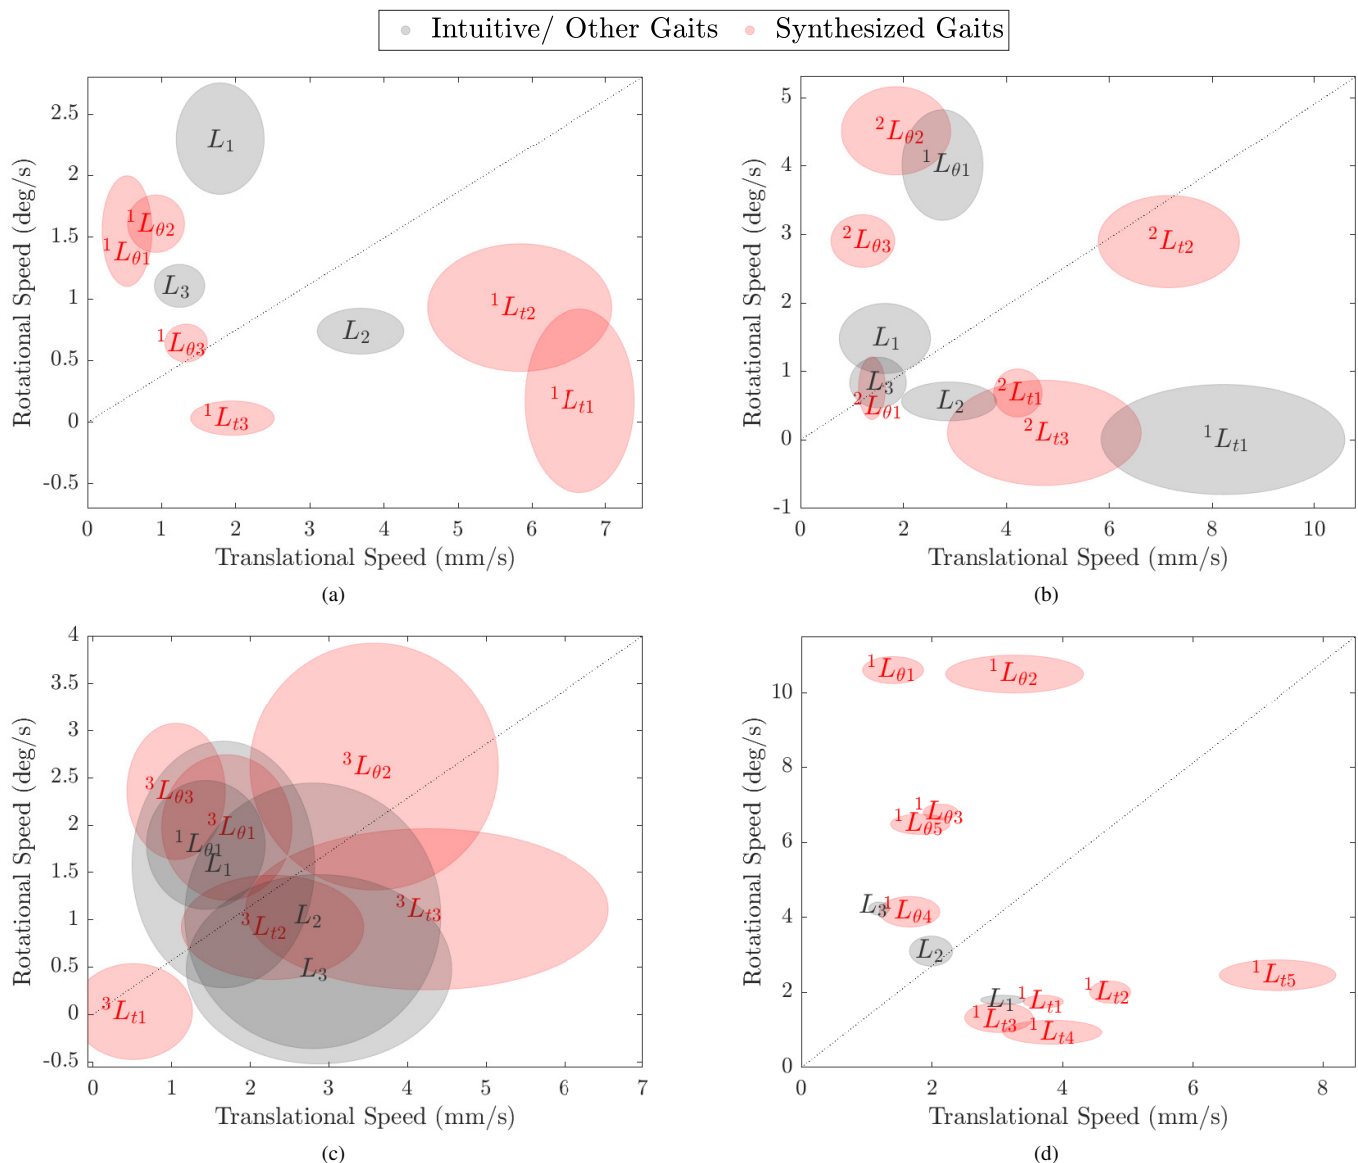 Intuitive/ Other Gaits Synthesized Gaits
Rotational Speed (deg/s)
2.5
2
1.5
1
0.5
0
-0.5
L₁
¹Lθ2
¹Lθ1
L₃
¹Lθ3
L₂
¹Lt2
¹Lt1
¹Lt3
0 1 2 3 4 5 6 7
Translational Speed (mm/s)
(a)
Rotational Speed (deg/s)
5
4
3
2
1
0
-1
²Lθ2
¹Lθ1
²Lθ3
²Lt2
L₁
L₃
²Lθ1
L₂
²Lt1
²Lt3
¹Lt1
0 2 4 6 8 10
Translational Speed (mm/s)
(b)
Rotational Speed (deg/s)
4
3.5
3
2.5
2
1.5
1
0.5
0
-0.5
³Lθ2
³Lθ3
³Lθ1
¹Lθ1
L₁
³Lt3
L₂
³Lt2
L₃
³Lt1
0 1 2 3 4 5 6 7
Translational Speed (mm/s)
(c)
Rotational Speed (deg/s)
10
8
6
4
2
0
¹Lθ1
¹Lθ2
¹Lθ3
¹Lθ5
L₃
¹Lθ4
L₂
¹Lt5
¹Lt2
L₁
¹Lt1
¹Lt3
¹Lt4
0 2 4 6 8
Translational Speed (mm/s)
(d)